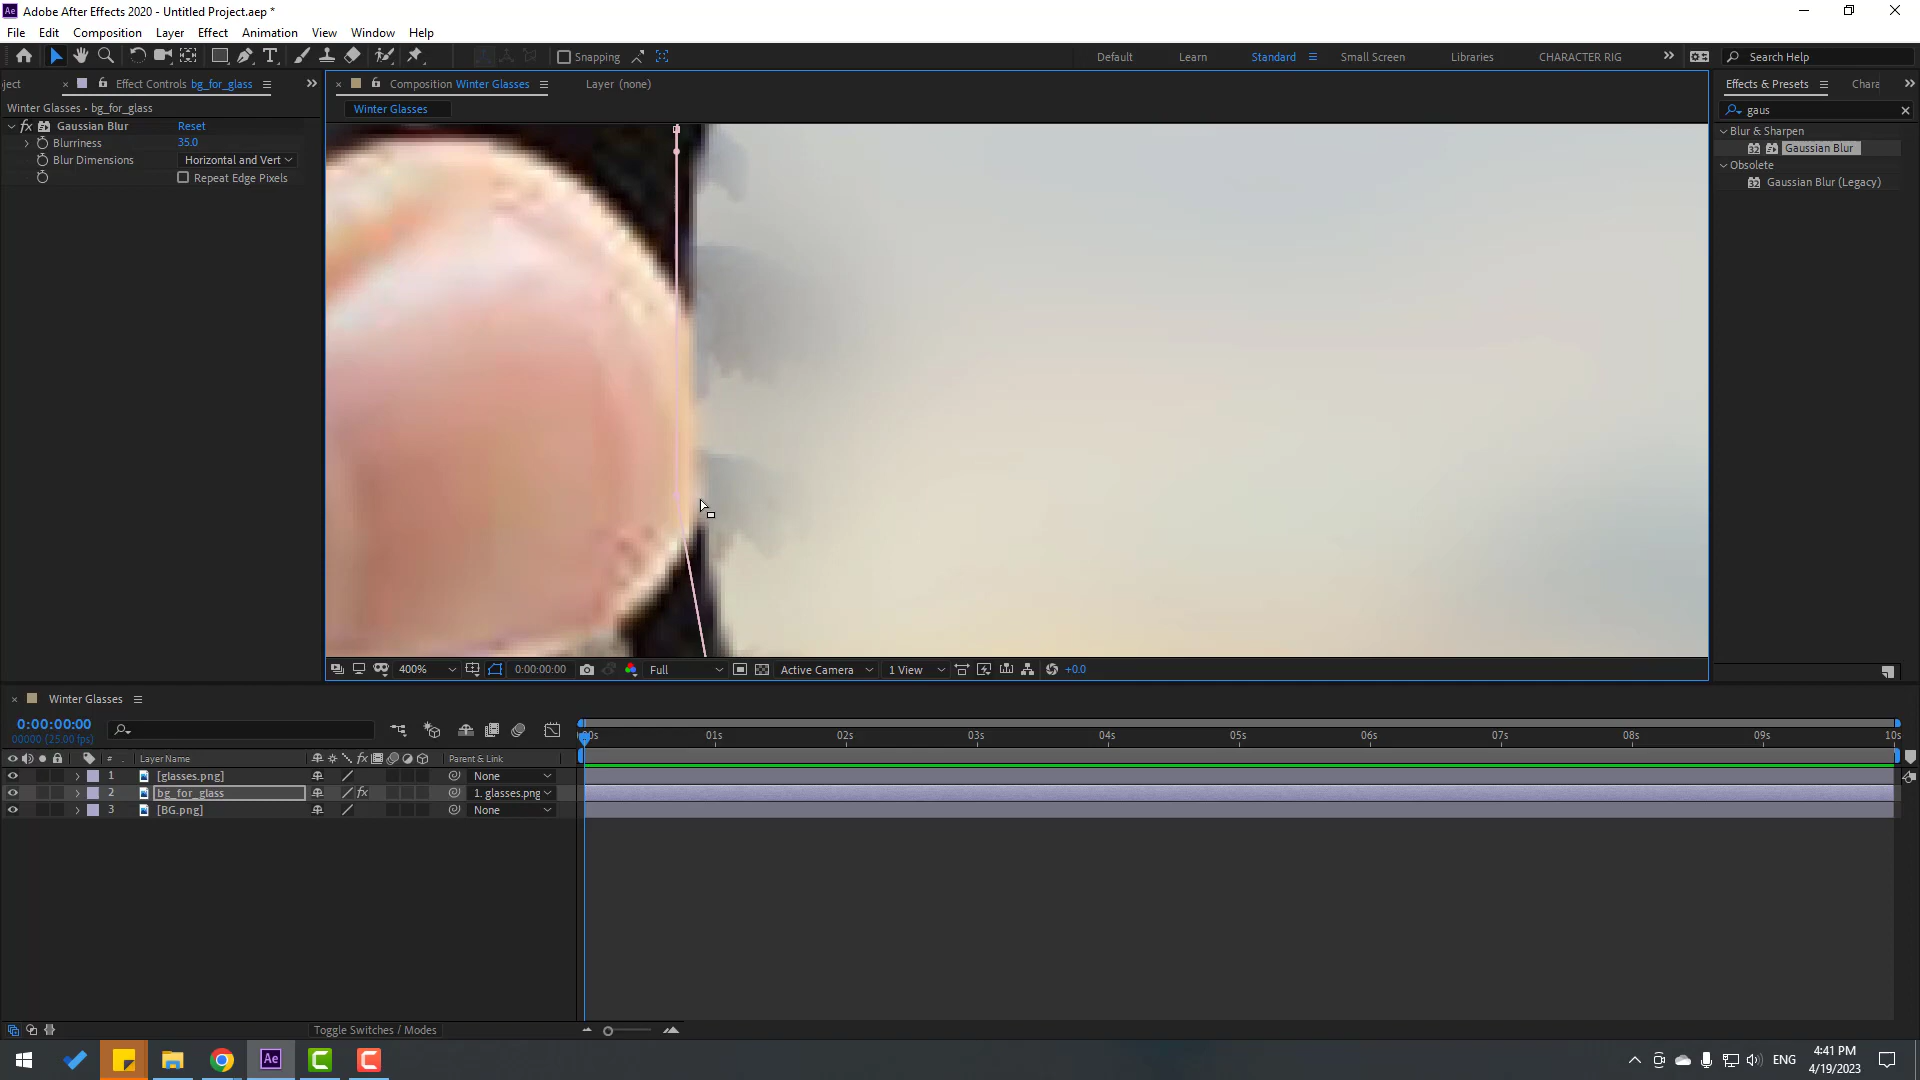 Adobe After Effects 2020 - Untitled Project.aep *
File Edit Composition Layer Effect Animation View Window Help
Snapping Default Learn Standard Small Screen Libraries CHARACTER RIG Search Help
ject Effect Controls bg_for_glass Composition Winter Glasses Layer (none) Effects & Presets Chara
Winter Glasses • bg_for_glass Winter Glasses gaus
fx Gaussian Blur Reset Blur & Sharpen
Blurriness 35.0 Gaussian Blur
Blur Dimensions Horizontal and Vert Obsolete
Repeat Edge Pixels Gaussian Blur (Legacy)
400% 0:00:00:00 Full Active Camera 1 View +0.0
Winter Glasses
0:00:00:00
00000 (25.00 fps)
00s 01s 02s 03s 04s 05s 06s 07s 08s 09s 10s
# Layer Name fx Parent & Link
1 [glasses.png] None
2 bg_for_glass fx 1. glasses.png
3 [BG.png] None
Toggle Switches / Modes
Ae ENG 4:41 PM
4/19/2023